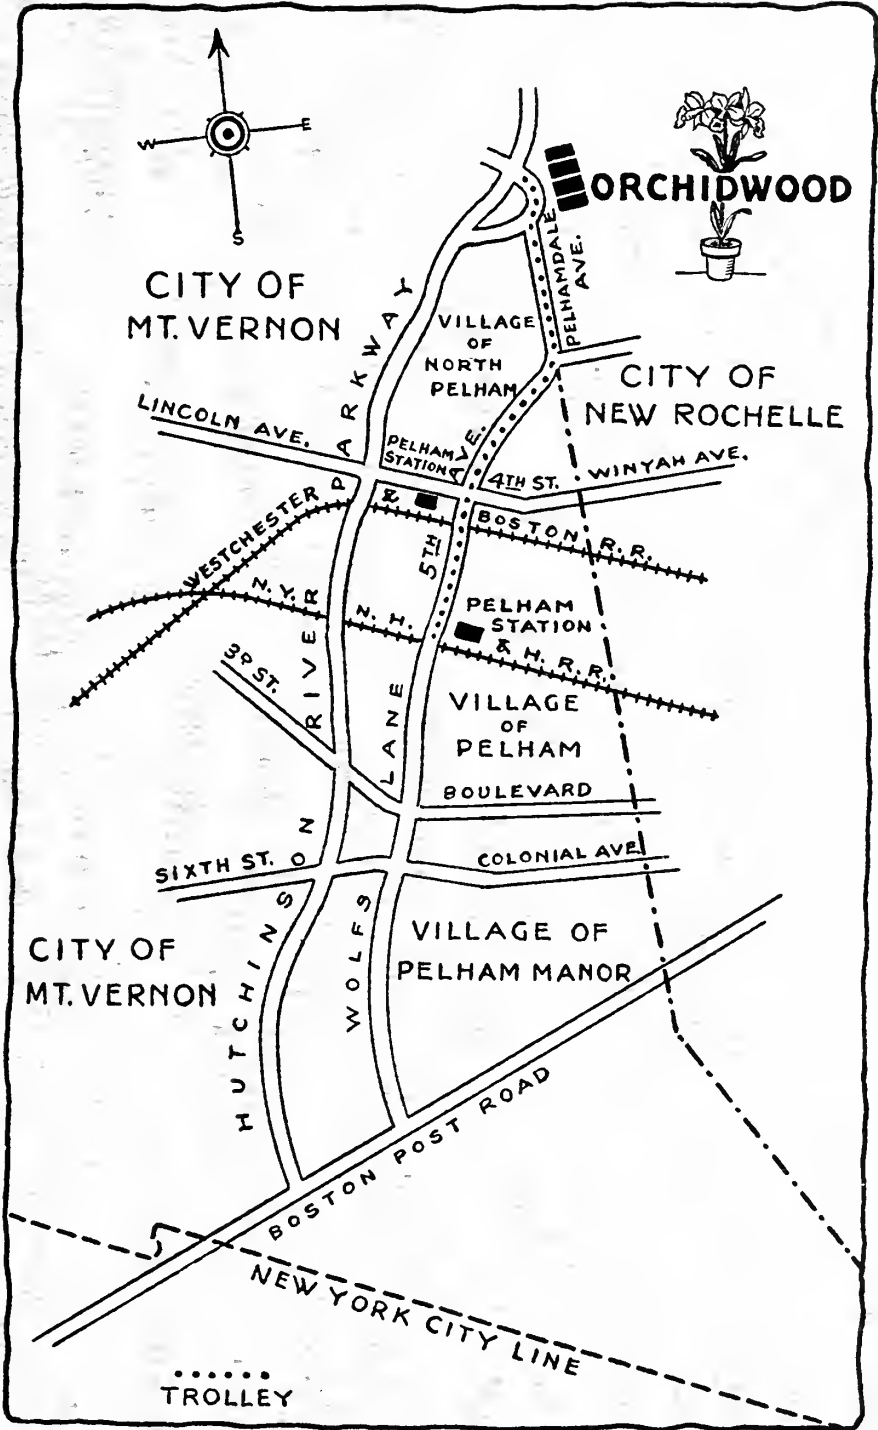 W
E
S
ORCHIDWOOD
CITY OF
MT. VERNON
PELHAMDALE
AVE.
VILLAGE
OF
NORTH
PELHAM
CITY OF
NEW ROCHELLE
LINCOLN AVE.
PELHAM
STATION
4TH ST.
WINYAH AVE.
WESTCHESTER & BOSTON R. R.
5TH AVE.
N. Y. N. H. & H. R. R.
PELHAM
STATION
3D ST.
VILLAGE
OF
PELHAM
BOULEVARD
SIXTH ST.
COLONIAL AVE.
HUTCHINSON RIVER PARKWAY
WOLFS LANE
CITY OF
MT. VERNON
VILLAGE OF
PELHAM MANOR
BOSTON POST ROAD
NEW YORK CITY LINE
TROLLEY